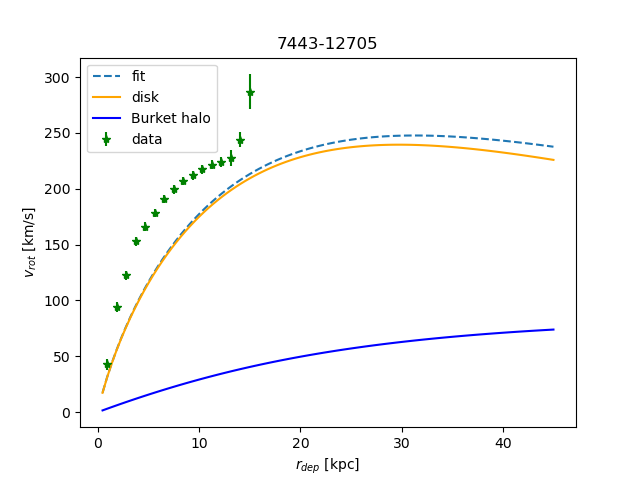 7443-12705
fit
disk
Burket halo
data
300
250
200
150
100
50
0
v_rot [km/s]
0 10 20 30 40
r_dep [kpc]